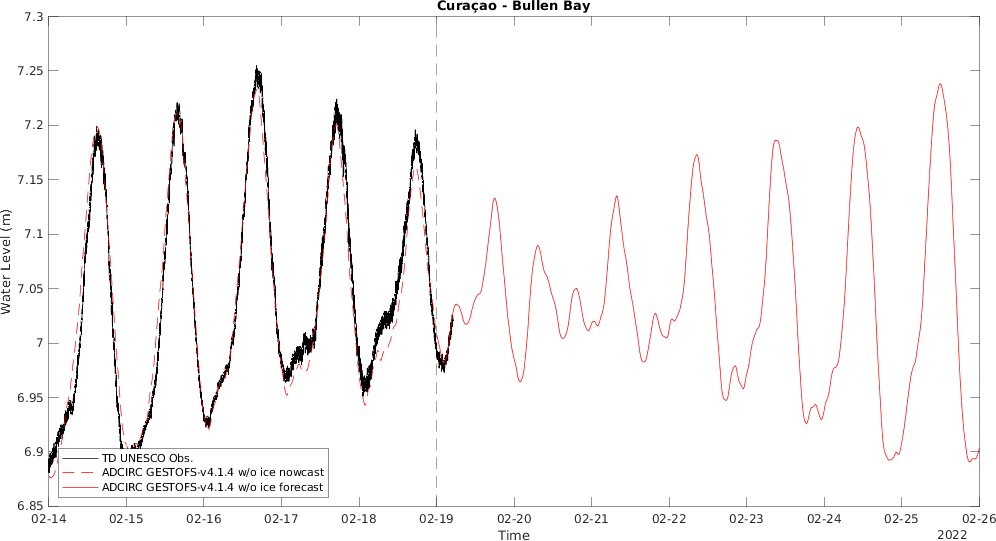 Curaçao - Bullen Bay
7.3
7.25
7.2
7.15
7.1
7.05
7
6.95
6.9
6.85
Water Level (m)
TD UNESCO Obs.
ADCIRC GESTOFS-v4.1.4 w/o ice nowcast
ADCIRC GESTOFS-v4.1.4 w/o ice forecast
02-14 02-15 02-16 02-17 02-18 02-19 02-20 02-21 02-22 02-23 02-24 02-25 02-26
Time
2022